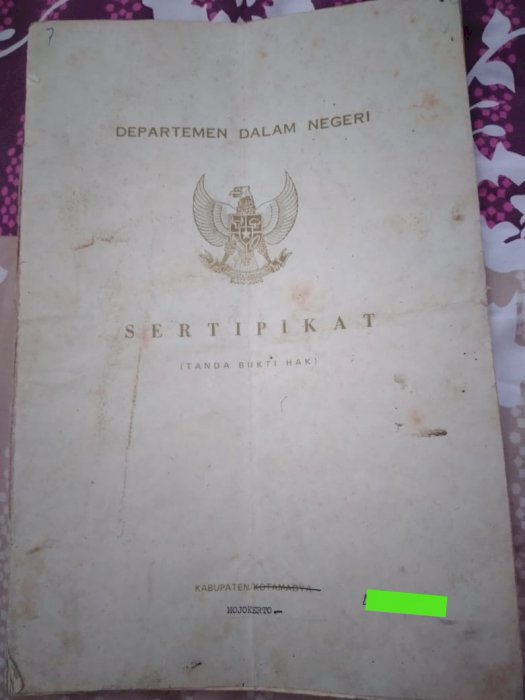 7
DEPARTEMEN DALAM NEGERI
SERTIPIKAT
(TANDA BUKTI HAK)
KABUPATEN/KOTAMADYA
MOJOKERTO-